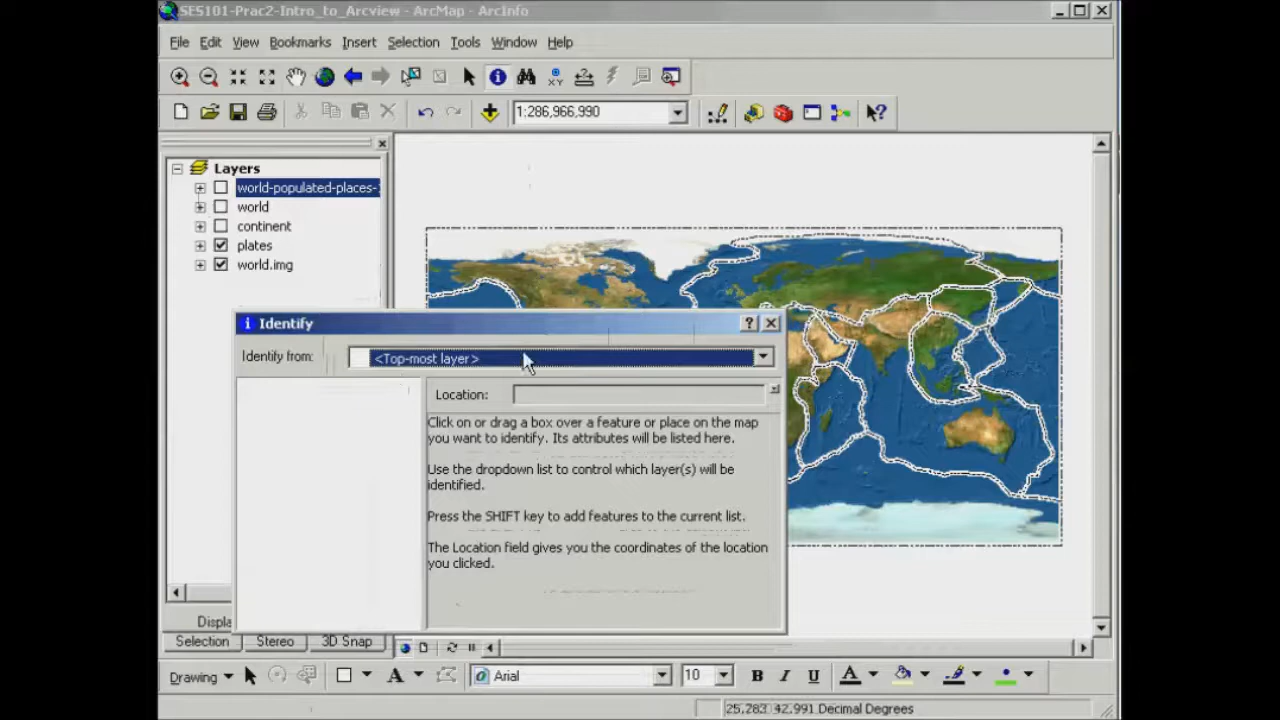 SES101-Prac2-Intro_to_Arcview - ArcMap - ArcInfo
File Edit View Bookmarks Insert Selection Tools Window Help
1:286,966,990
Layers
world-populated-places-
world
continent
plates
world.img
Identify
Identify from: <Top-most layer>
Location:
Click on or drag a box over a feature or place on the map
you want to identify. Its attributes will be listed here.
Use the dropdown list to control which layer(s) will be
identified.
Press the SHIFT key to add features to the current list.
The Location field gives you the coordinates of the location
you clicked.
Displa
Selection Stereo 3D Snap
Drawing A Arial 10 B I U A
25.283 42.991 Decimal Degrees